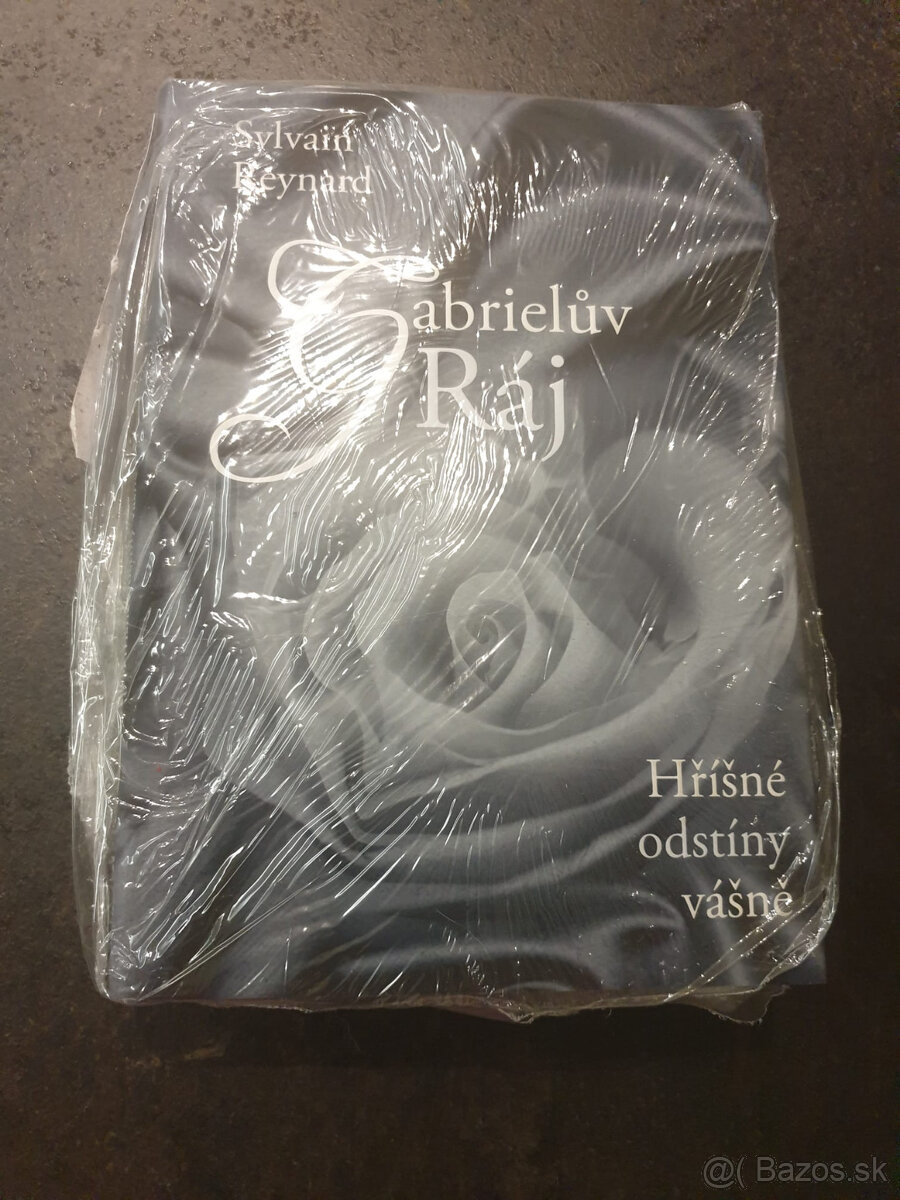 Sylvain
Reynard
Gabrielův
Ráj
Hříšné
odstíny
vášně
@( Bazos.sk